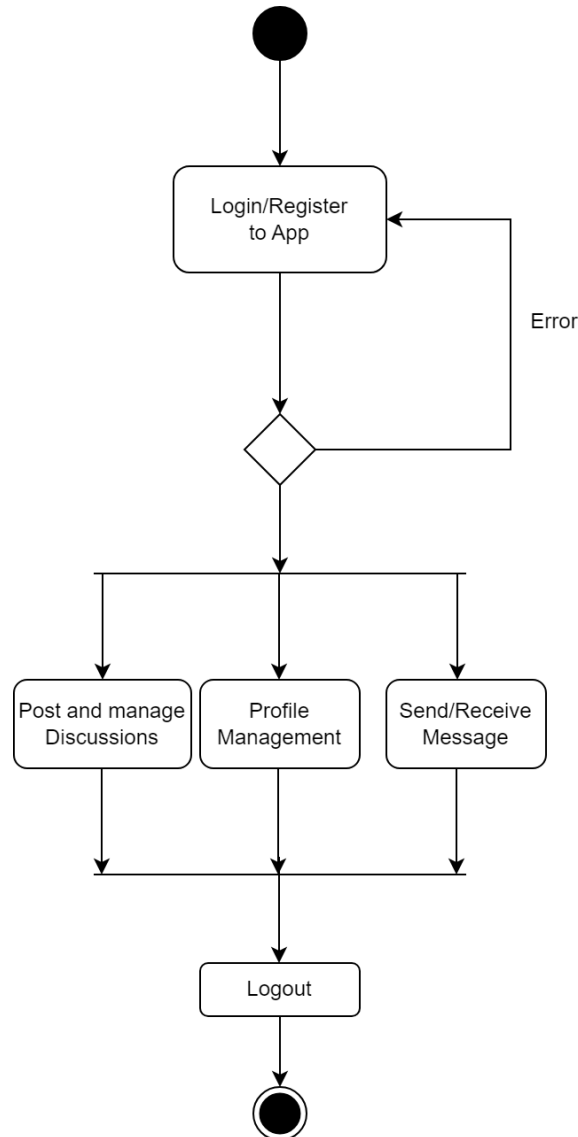 Login/Register
to App
Error
Post and manage
Discussions
Profile
Management
Send/Receive
Message
Logout